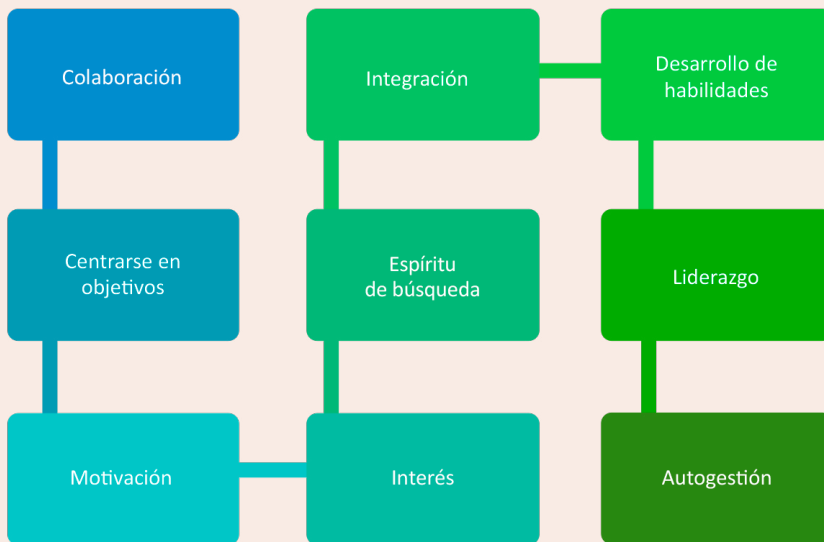 Colaboración
Centrarse en
objetivos
Motivación
Interés
Espíritu
de búsqueda
Integración
Desarrollo de
habilidades
Liderazgo
Autogestión